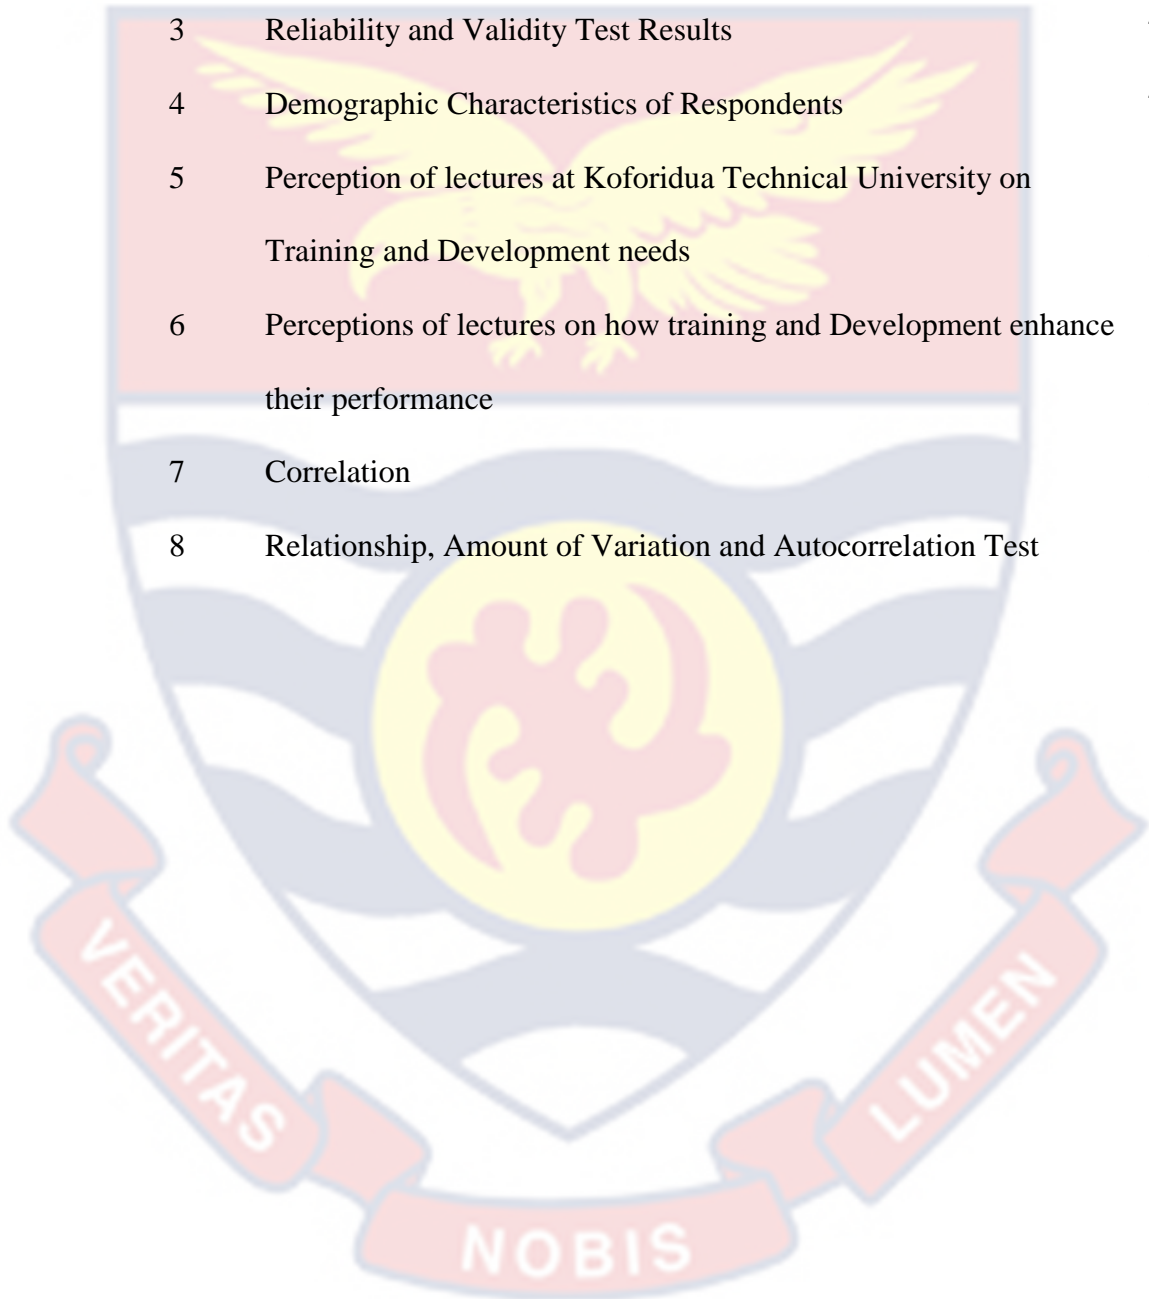 3 Reliability and Validity Test Results
4 Demographic Characteristics of Respondents
5 Perception of lectures at Koforidua Technical University on
Training and Development needs
6 Perceptions of lectures on how training and Development enhance
their performance
7 Correlation
8 Relationship, Amount of Variation and Autocorrelation Test
VERITAS
NOBIS
LUMEN